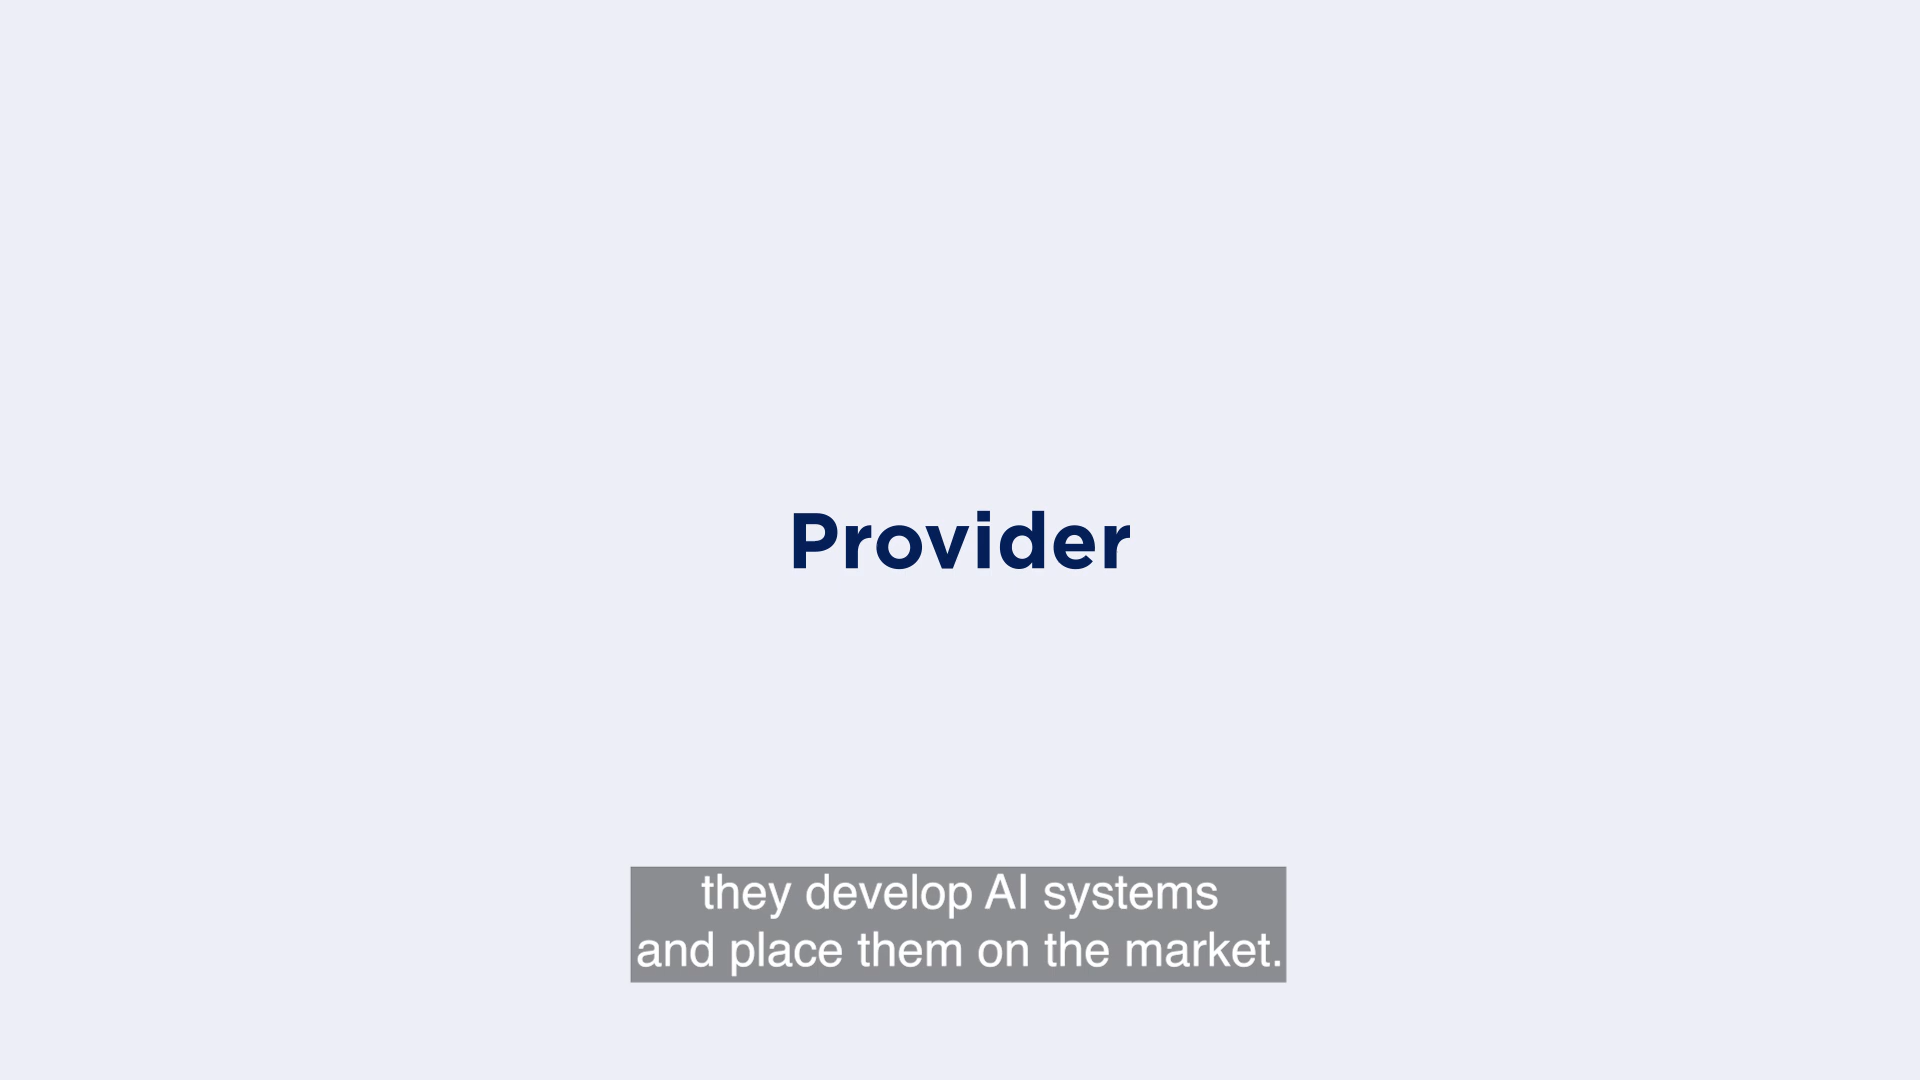 Provider
they develop AI systems
and place them on the market.